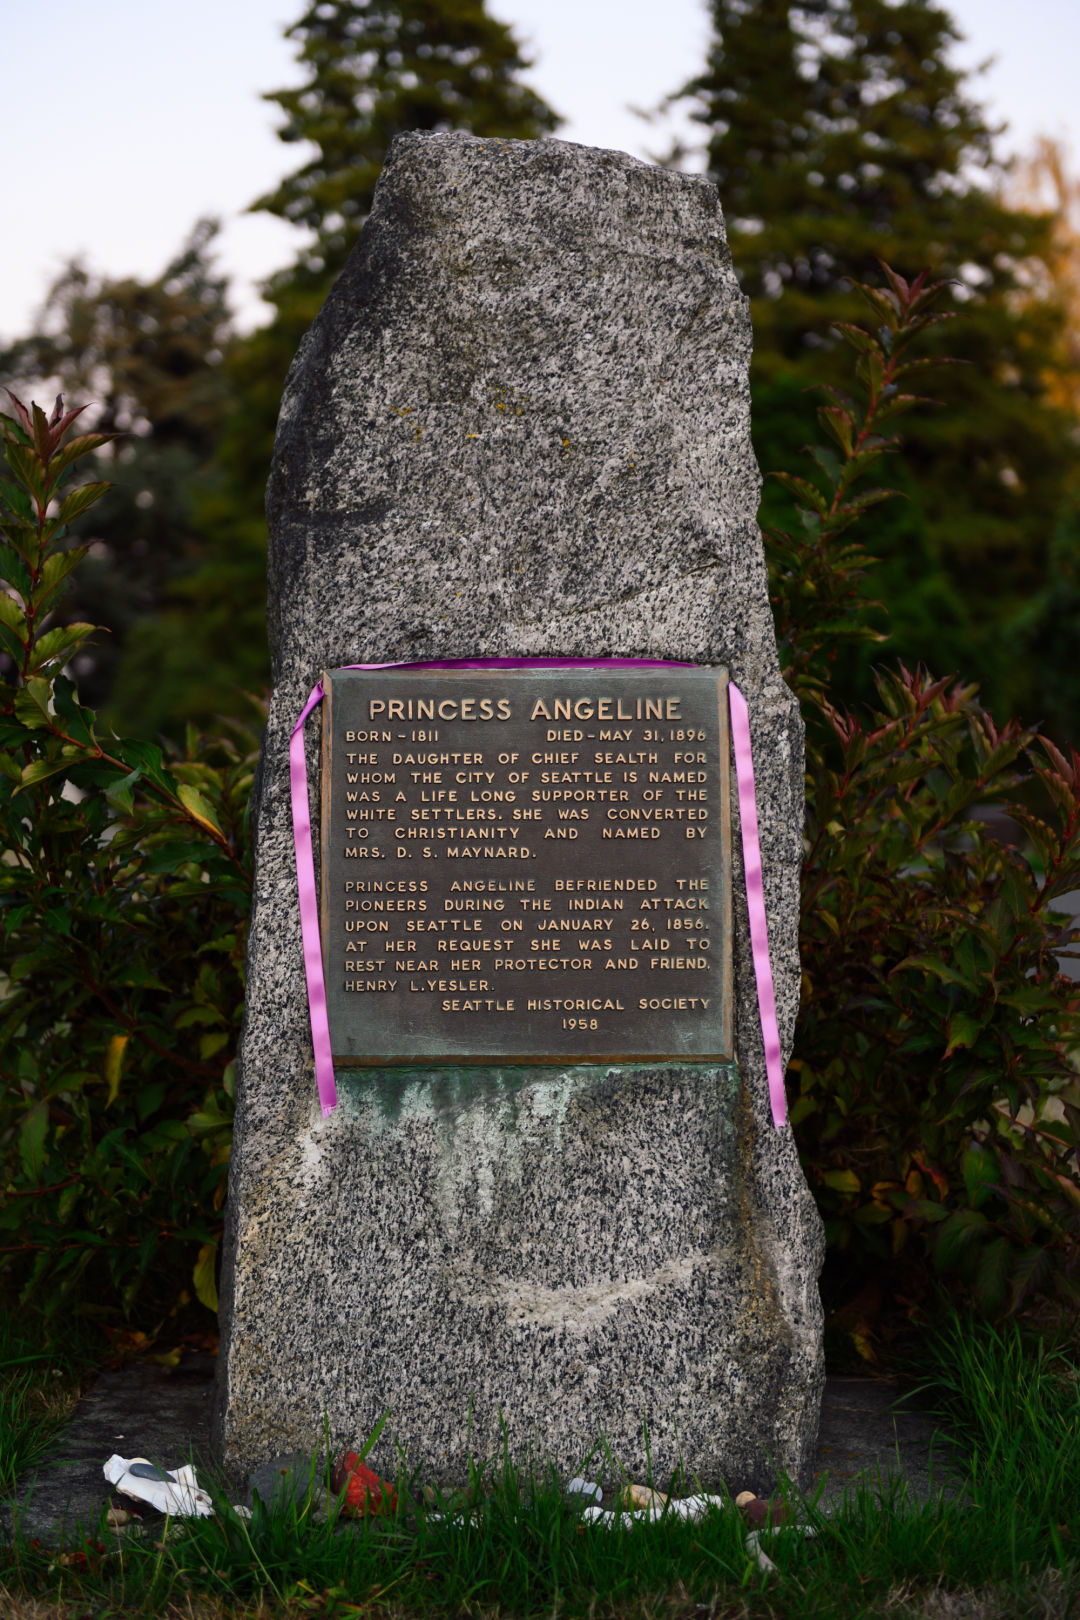 PRINCESS ANGELINE
BORN - 1811 DIED - MAY 31, 1896
THE DAUGHTER OF CHIEF SEALTH FOR
WHOM THE CITY OF SEATTLE IS NAMED
WAS A LIFE LONG SUPPORTER OF THE
WHITE SETTLERS. SHE WAS CONVERTED
TO CHRISTIANITY AND NAMED BY
MRS. D. S. MAYNARD.
PRINCESS ANGELINE BEFRIENDED THE
PIONEERS DURING THE INDIAN ATTACK
UPON SEATTLE ON JANUARY 26, 1856.
AT HER REQUEST SHE WAS LAID TO
REST NEAR HER PROTECTOR AND FRIEND,
HENRY L. YESLER.
SEATTLE HISTORICAL SOCIETY
1958